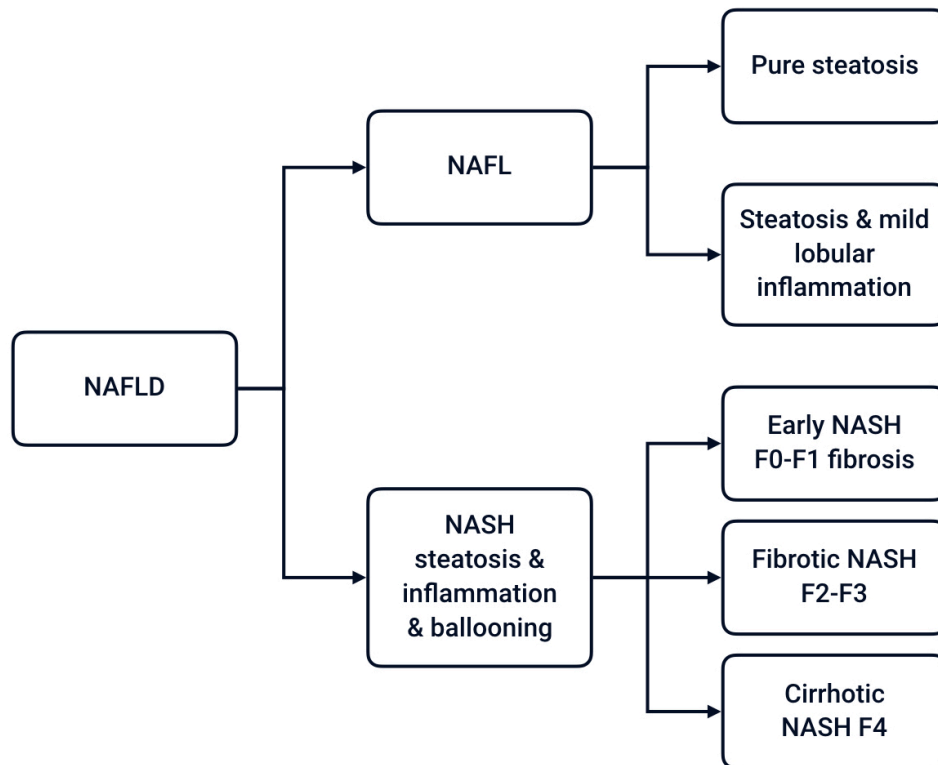 Pure steatosis
NAFL
Steatosis & mild
lobular
inflammation
NAFLD
Early NASH
F0-F1 fibrosis
NASH
steatosis &
inflammation
& ballooning
Fibrotic NASH
F2-F3
Cirrhotic
NASH F4